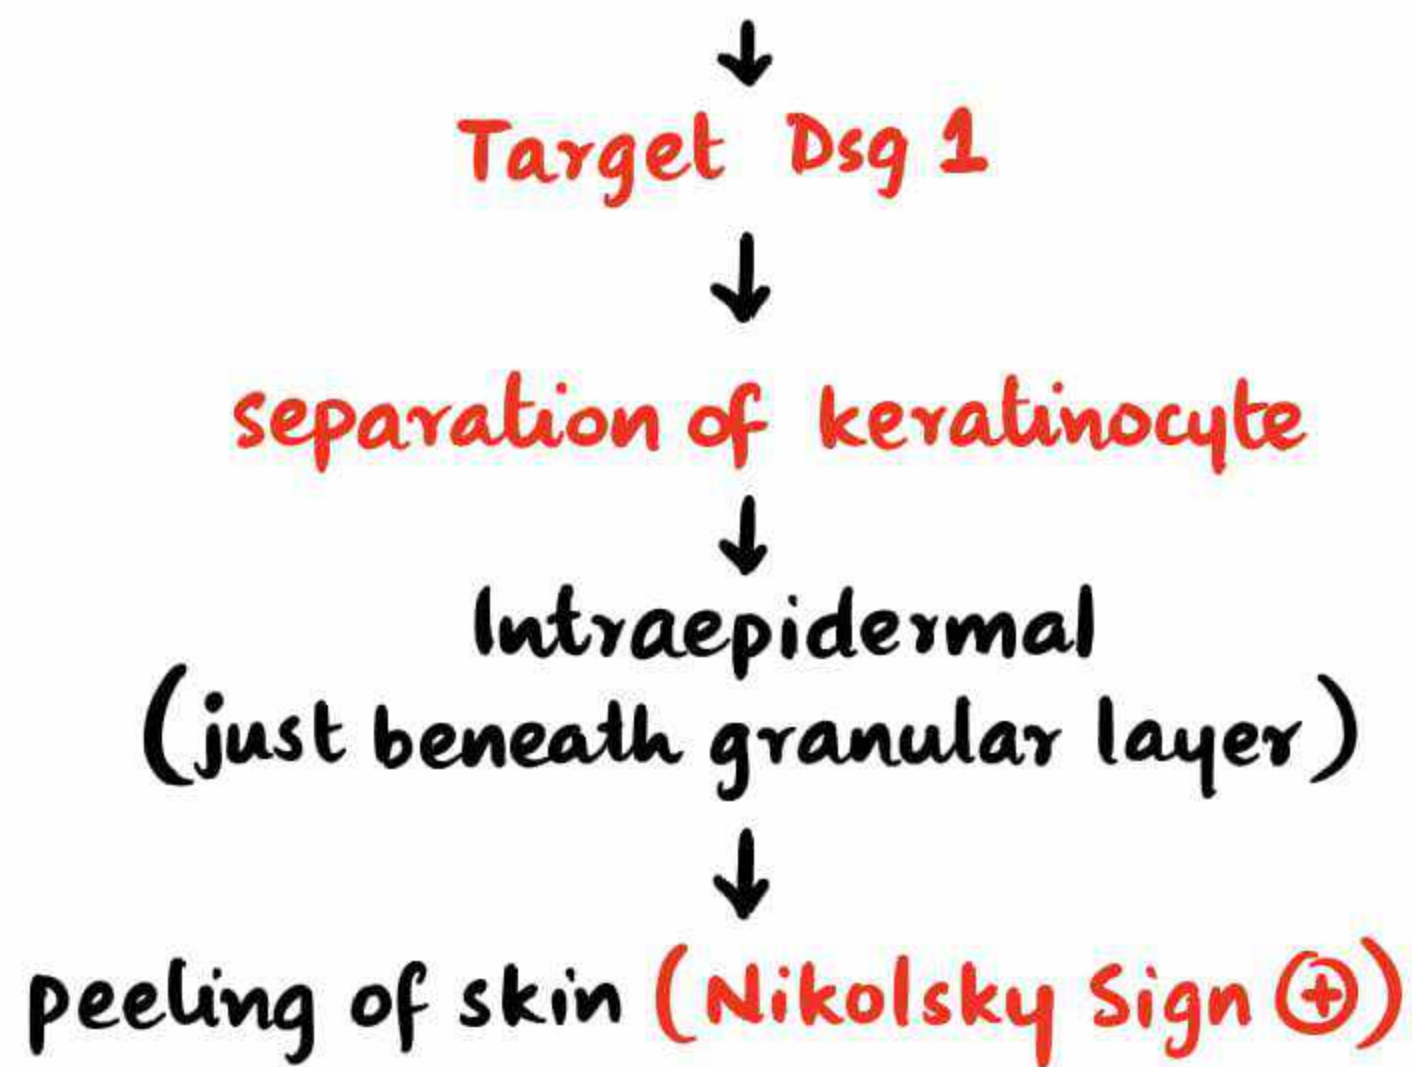 ↓
Target Dsg 1
↓
separation of keratinocyte
↓
Intraepidermal
(just beneath granular layer)
↓
peeling of skin (Nikolsky Sign ⊕)